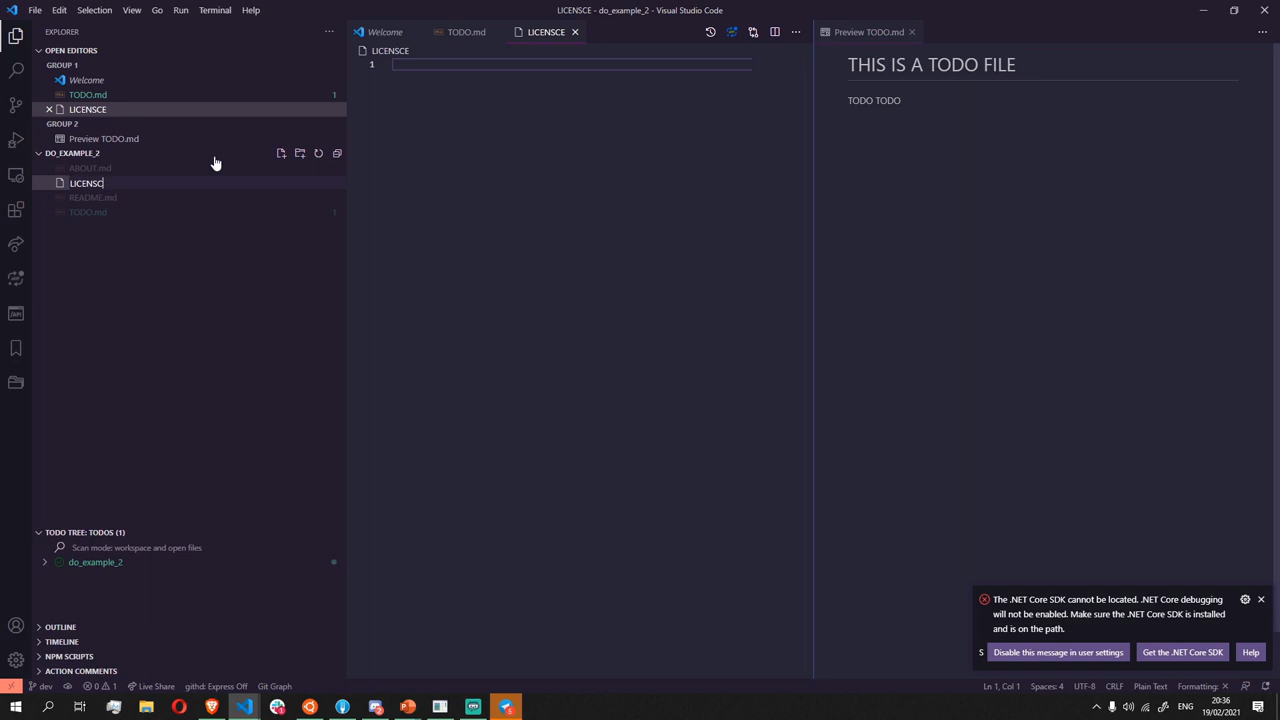 File Edit Selection View Go Run Terminal Help LICENSCE - do_example_2 - Visual Studio Code
EXPLORER
OPEN EDITORS
GROUP 1
Welcome
TODO.md 1
LICENSCE
GROUP 2
Preview TODO.md
DO_EXAMPLE_2
ABOUT.md
LICENSC
README.md
TODO.md 1
TODO TREE: TODOS (1)
Scan mode: workspace and open files
do_example_2
OUTLINE
TIMELINE
NPM SCRIPTS
ACTION COMMENTS
Welcome TODO.md LICENSCE
LICENSCE
1
Preview TODO.md
THIS IS A TODO FILE
TODO TODO
The .NET Core SDK cannot be located. .NET Core debugging
will not be enabled. Make sure the .NET Core SDK is installed
and is on the path.
S Disable this message in user settings Get the .NET Core SDK Help
dev 0 1 Live Share githd: Express Off Git Graph Ln 1, Col 1 Spaces: 4 UTF-8 CRLF Plain Text Formatting: ✕
ENG 20:36
19/02/2021